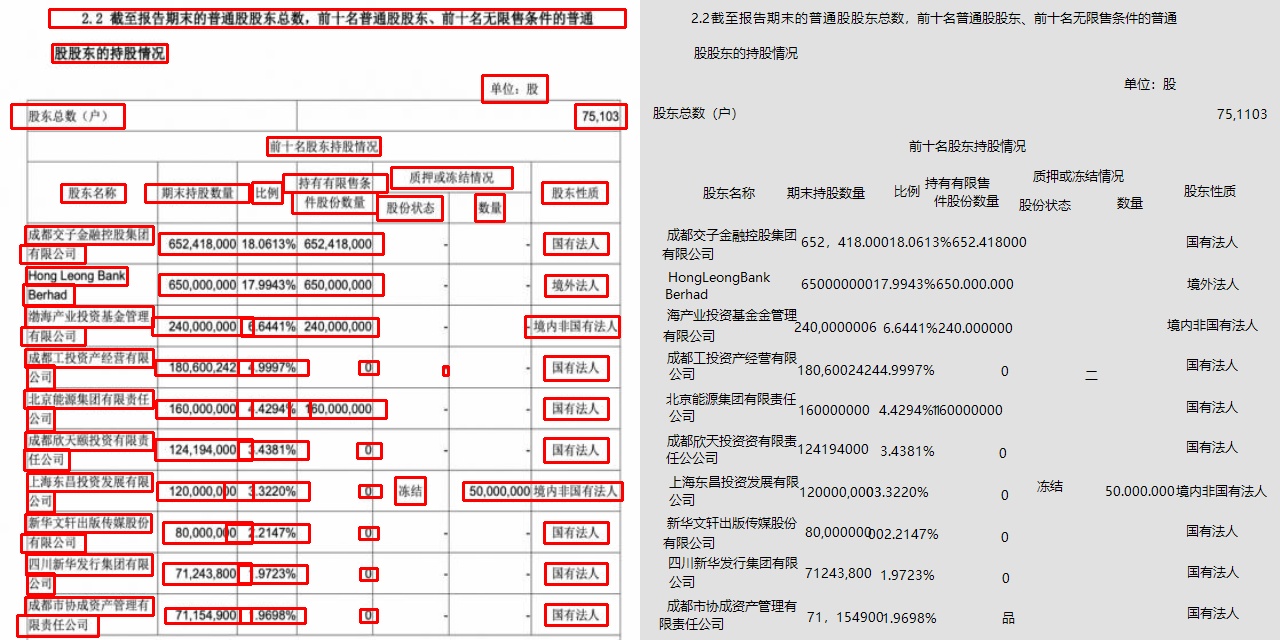 2.2 截至报告期末的普通股股东总数，前十名普通股股东、前十名无限售条件的普通
股股东的持股情况
单位：股
股东总数（户） 75,103
前十名股东持股情况
股东名称 期末持股数量 比例 持有有限售条件股份数量 质押或冻结情况 股东性质
股份状态 数量
成都交子金融控股集团有限公司 652,418,000 18.0613% 652,418,000 - - 国有法人
Hong Leong Bank Berhad 650,000,000 17.9943% 650,000,000 - - 境外法人
渤海产业投资基金管理有限公司 240,000,000 6.6441% 240,000,000 - - 境内非国有法人
成都工投资产经营有限公司 180,600,242 4.9997% 0 - - 国有法人
北京能源集团有限责任公司 160,000,000 4.4294% 160,000,000 - - 国有法人
成都欣天颐投资有限责任公司 124,194,000 3.4381% 0 - - 国有法人
上海东昌投资发展有限公司 120,000,000 3.3220% 0 冻结 50,000,000 境内非国有法人
新华文轩出版传媒股份有限公司 80,000,000 2.2147% 0 - - 国有法人
四川新华发行集团有限公司 71,243,800 1.9723% 0 - - 国有法人
成都市协成资产管理有限责任公司 71,154,900 1.9698% 0 - - 国有法人
2.2截至报告期末的普通股股东总数，前十名普通股股东、前十名无限售条件的普通
股股东的持股情况
单位：股
股东总数（户） 75,1103
前十名股东持股情况
股东名称 期末持股数量 比例 持有有限售件股份数量 质押或冻结情况 股东性质
股份状态 数量
成都交子金融控股集团有限公司 652，418.000 18.0613% 652.418000 国有法人
HongLeongBank Berhad 650000000 17.9943% 650.000.000 境外法人
海产业投资基金金管理有限公司 240,0000006 6.6441% 240.000000 境内非国有法人
成都工投资产经营有限公司 180,6002424 4.9997% 0 二 国有法人
北京能源集团有限责任公司 160000000 4.4294% 160000000 国有法人
成都欣天投资资有限责任公公司 124194000 3.4381% 0 国有法人
上海东昌投资发展有限公司 120000,000 3.3220% 0 冻结 50.000.000 境内非国有法人
新华文轩出版传媒股份有限公司 80,000000 002.2147% 0 国有法人
四川新华发行集团有限公司 71243,800 1.9723% 0 国有法人
成都市协成资产管理有限责任公司 71，154900 1.9698% 品 国有法人